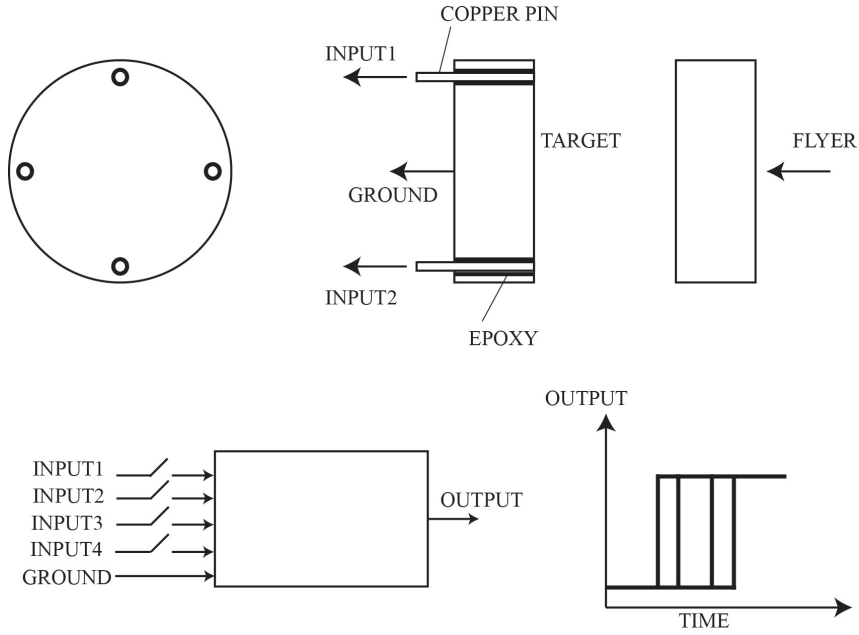 COPPER PIN
INPUT1
TARGET
FLYER
GROUND
INPUT2
EPOXY
INPUT1
INPUT2
INPUT3
INPUT4
GROUND
OUTPUT
OUTPUT
TIME